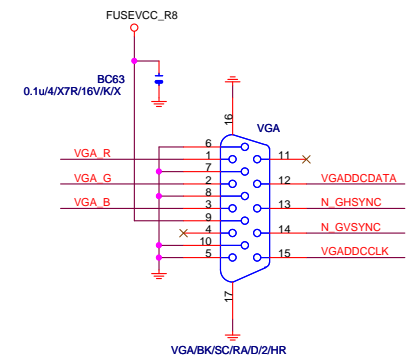 FUSEVCC_R8
BC63
0.1u/4/X7R/16V/K/X
16
VGA
6
VGA_R 1 11
7
VGA_G 2 12 VGADDCDATA
8
VGA_B 3 13 N_GHSYNC
9
4 14 N_GVSYNC
10
5 15 VGADDCCLK
17
VGA/BK/SC/RA/D/2/HR